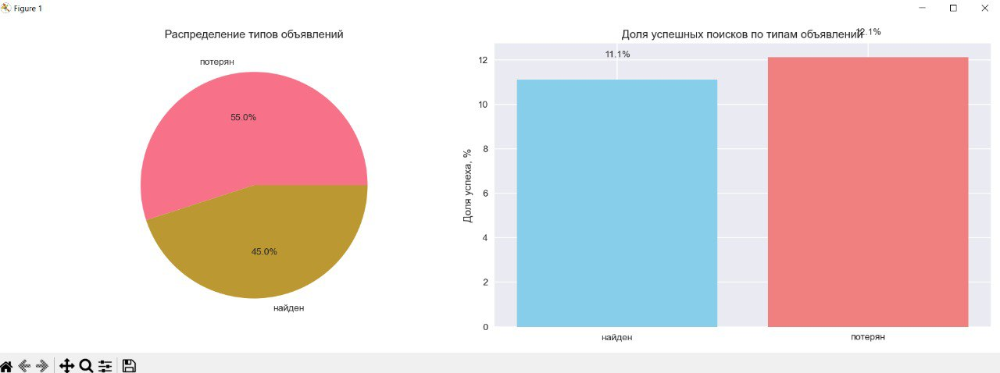 Figure 1
Распределение типов объявлений
потерян
55.0%
45.0%
найден
Доля успешных поисков по типам объявлений
12.1%
11.1%
Доля успеха, %
12
10
8
6
4
2
0
найден
потерян